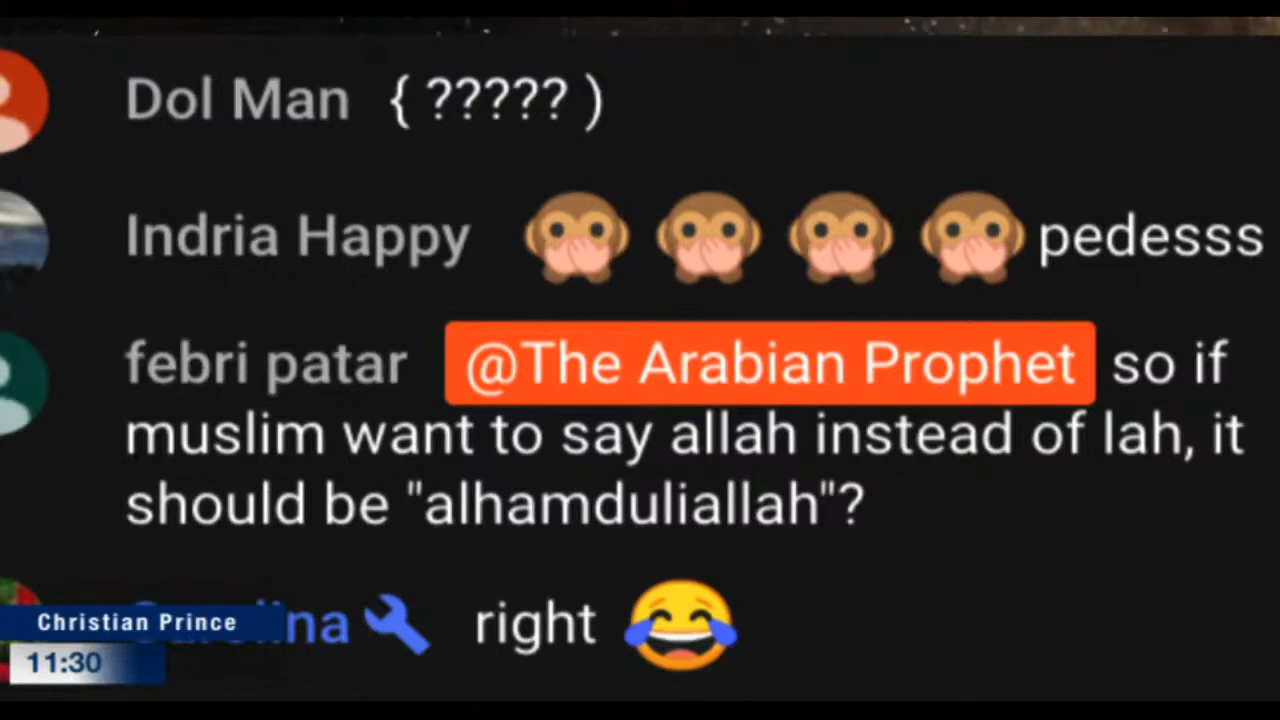 Dol Man { ????? )
Indria Happy 🙊🙊🙊🙊 pedesss
febri patar @The Arabian Prophet so if
muslim want to say allah instead of lah, it
should be "alhamduliallah"?
right 😂
Christian Prince
11:30